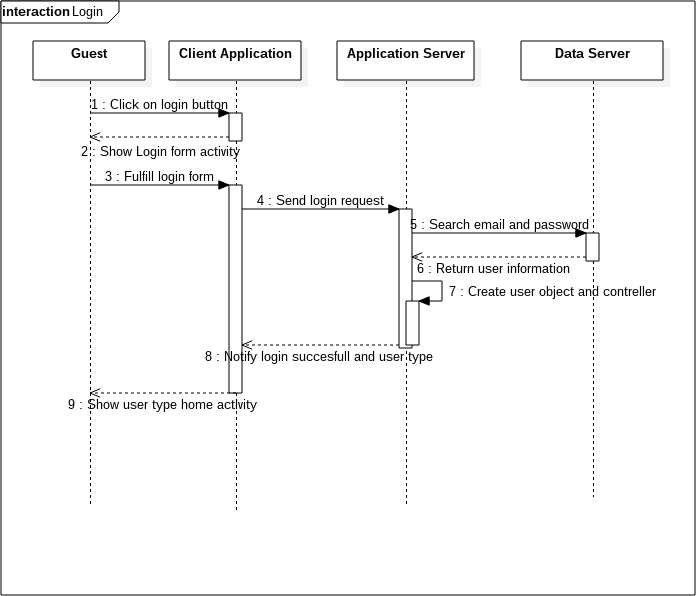 interaction Login
Guest
Client Application
Application Server
Data Server
1 : Click on login button
2 : Show Login form activity
3 : Fulfill login form
4 : Send login request
5 : Search email and password
6 : Return user information
7 : Create user object and contreller
8 : Notify login succesfull and user type
9 : Show user type home activity